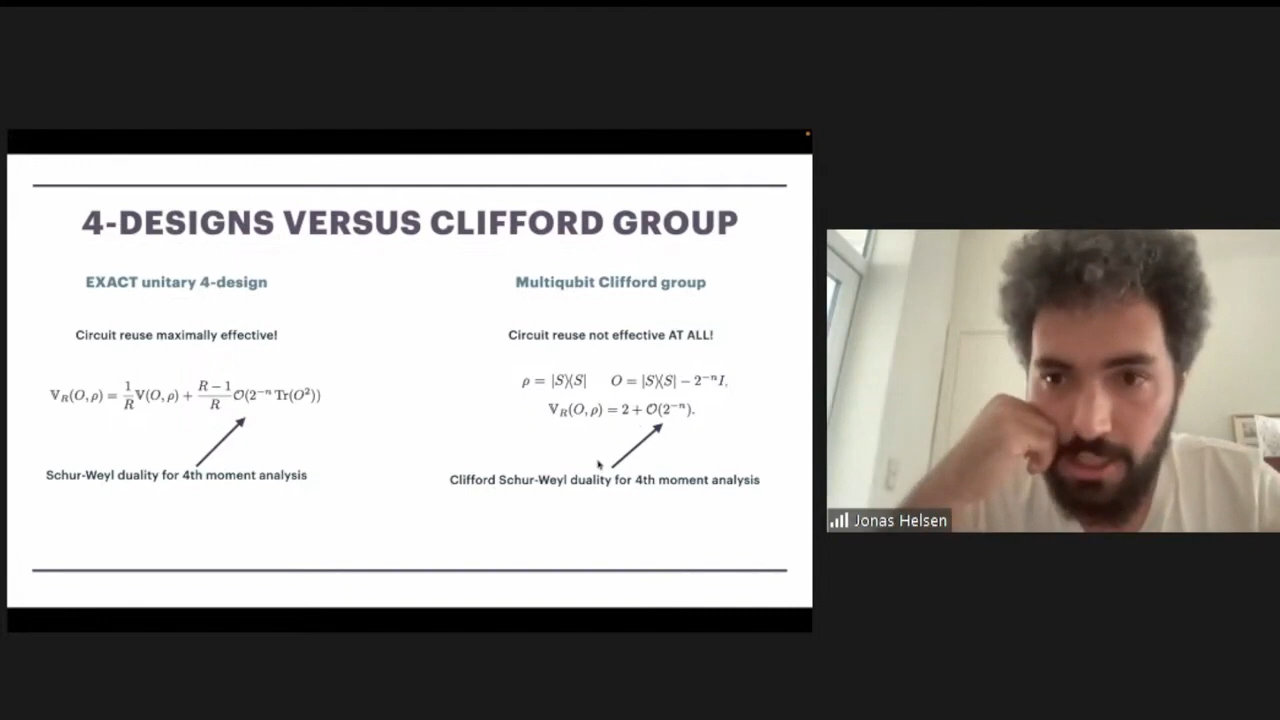 4-DESIGNS VERSUS CLIFFORD GROUP
EXACT unitary 4-design
Circuit reuse maximally effective!
𝕍_R(O, ρ) = 1/R 𝕍(O, ρ) + R − 1/R 𝒪(2^{−n} Tr(O²))
Schur-Weyl duality for 4th moment analysis
Multiqubit Clifford group
Circuit reuse not effective AT ALL!
ρ = |S⟩⟨S| O = |S⟩⟨S| − 2^{−n}I,
𝕍_R(O, ρ) = 2 + 𝒪(2^{−n}).
Clifford Schur-Weyl duality for 4th moment analysis
Jonas Helsen